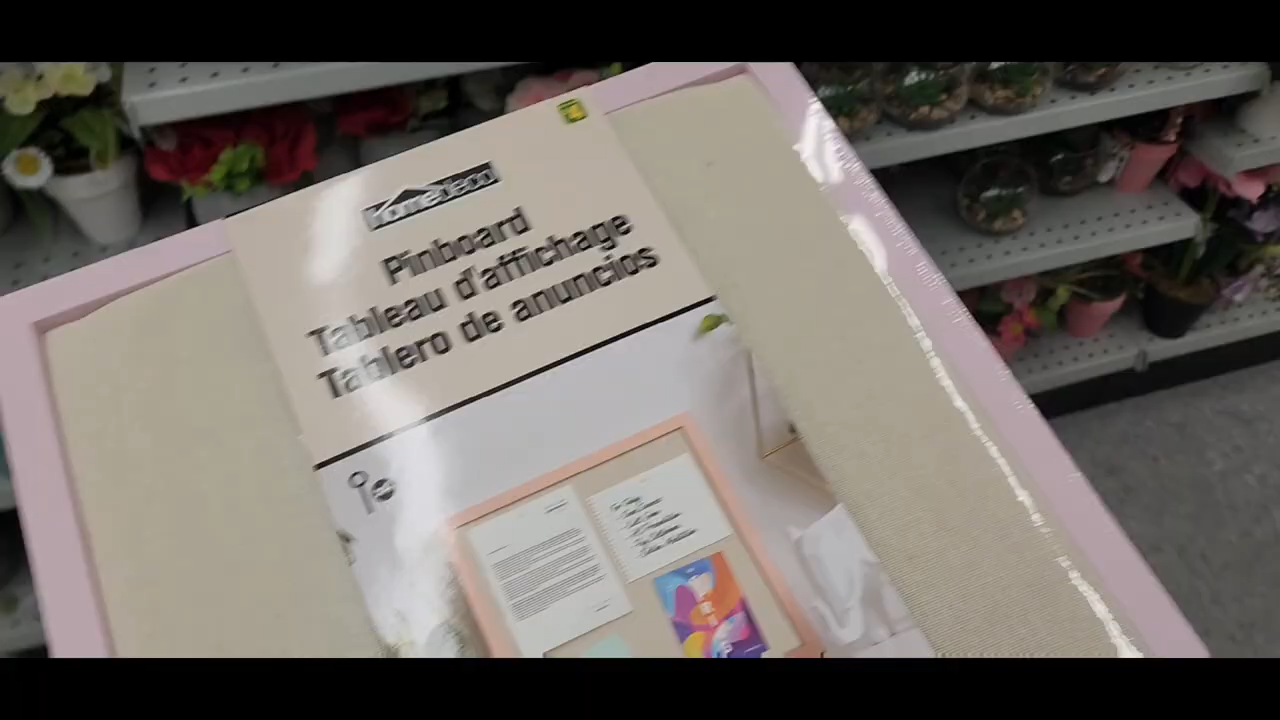 homedeco
Pinboard
Tableau d'affichage
Tablero de anuncios